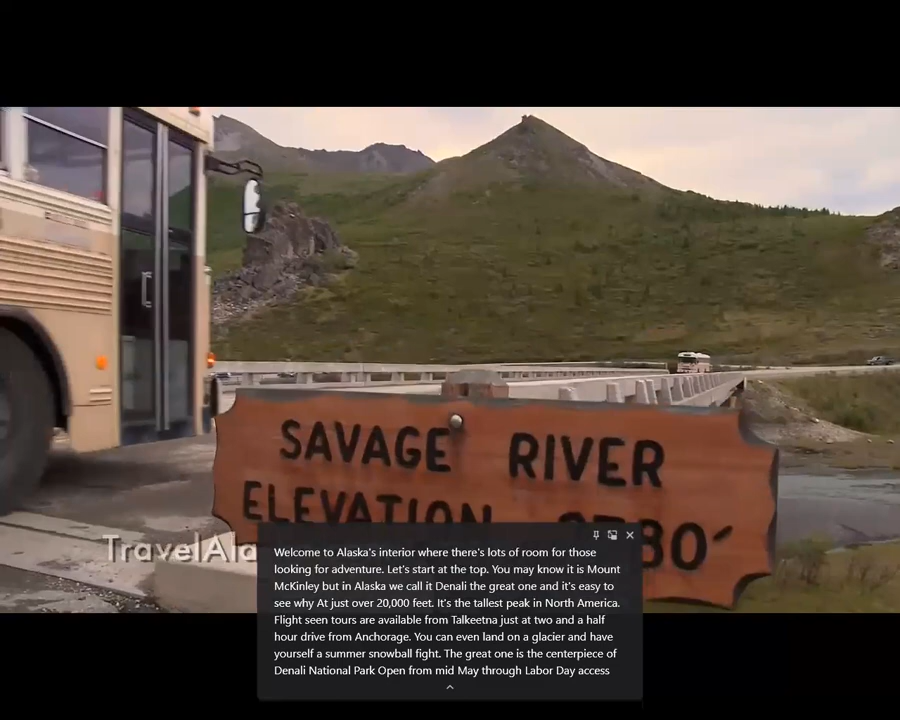 SAVAGE RIVER
ELEVATION
80'
Welcome to Alaska's interior where there's lots of room for those
looking for adventure. Let's start at the top. You may know it is Mount
McKinley but in Alaska we call it Denali the great one and it's easy to
see why At just over 20,000 feet. It's the tallest peak in North America.
Flight seen tours are available from Talkeetna just at two and a half
hour drive from Anchorage. You can even land on a glacier and have
yourself a summer snowball fight. The great one is the centerpiece of
Denali National Park Open from mid May through Labor Day access